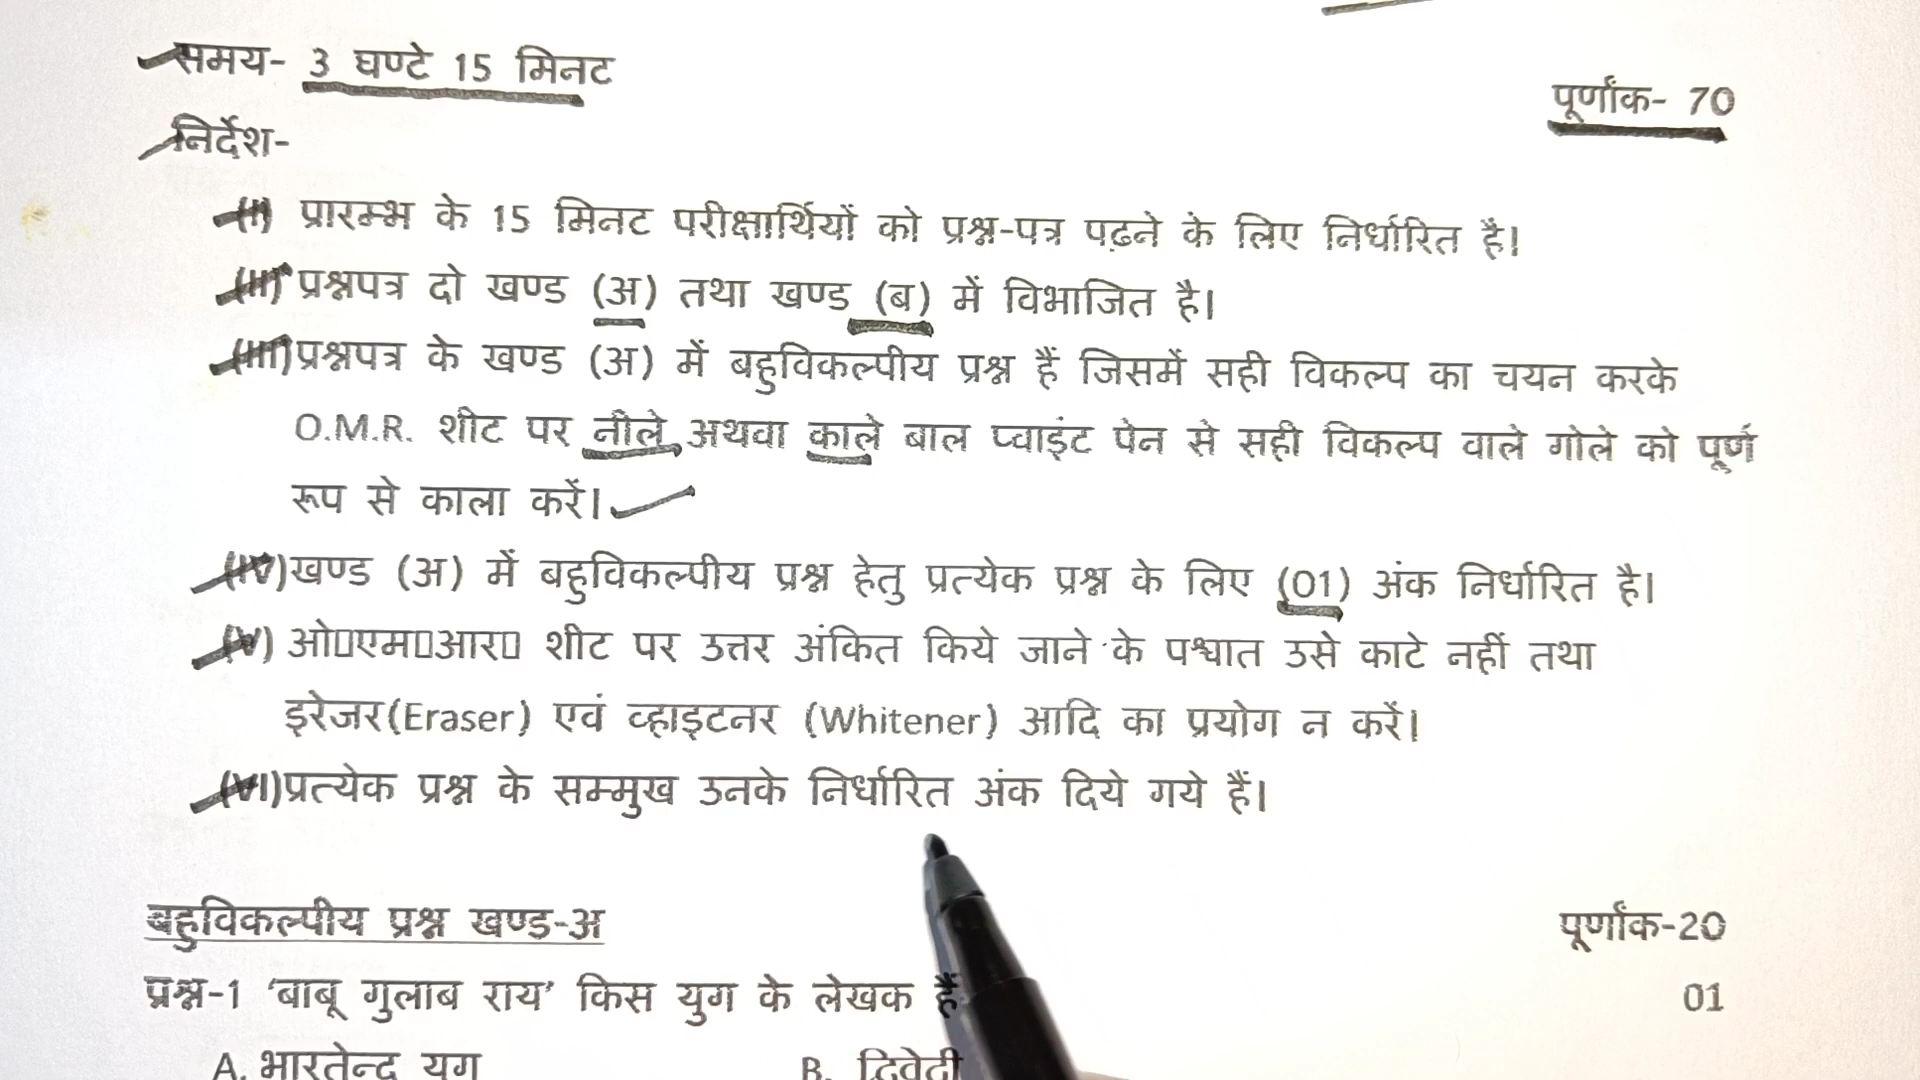 समय- 3 घण्टे 15 मिनट
पूर्णांक- 70
निर्देश-
(I) प्रारम्भ के 15 मिनट परीक्षार्थियों को प्रश्न-पत्र पढ़ने के लिए निर्धारित है।
(II) प्रश्नपत्र दो खण्ड (अ) तथा खण्ड (ब) में विभाजित है।
(III) प्रश्नपत्र के खण्ड (अ) में बहुविकल्पीय प्रश्न हैं जिसमें सही विकल्प का चयन करके
O.M.R. शीट पर नीले अथवा काले बाल प्वाइंट पेन से सही विकल्प वाले गोले को पूर्ण
रूप से काला करें।
(IV) खण्ड (अ) में बहुविकल्पीय प्रश्न हेतु प्रत्येक प्रश्न के लिए (01) अंक निर्धारित है।
(V) ओ▯एम▯आर▯ शीट पर उत्तर अंकित किये जाने के पश्चात उसे काटे नहीं तथा
इरेजर(Eraser) एवं व्हाइटनर (Whitener) आदि का प्रयोग न करें।
(VI) प्रत्येक प्रश्न के सम्मुख उनके निर्धारित अंक दिये गये हैं।
बहुविकल्पीय प्रश्न खण्ड-अ
पूर्णांक-20
प्रश्न-1 ‘बाबू गुलाब राय’ किस युग के लेखक हैं
01
A. भारतेन्दु युग
B. द्विवेदी